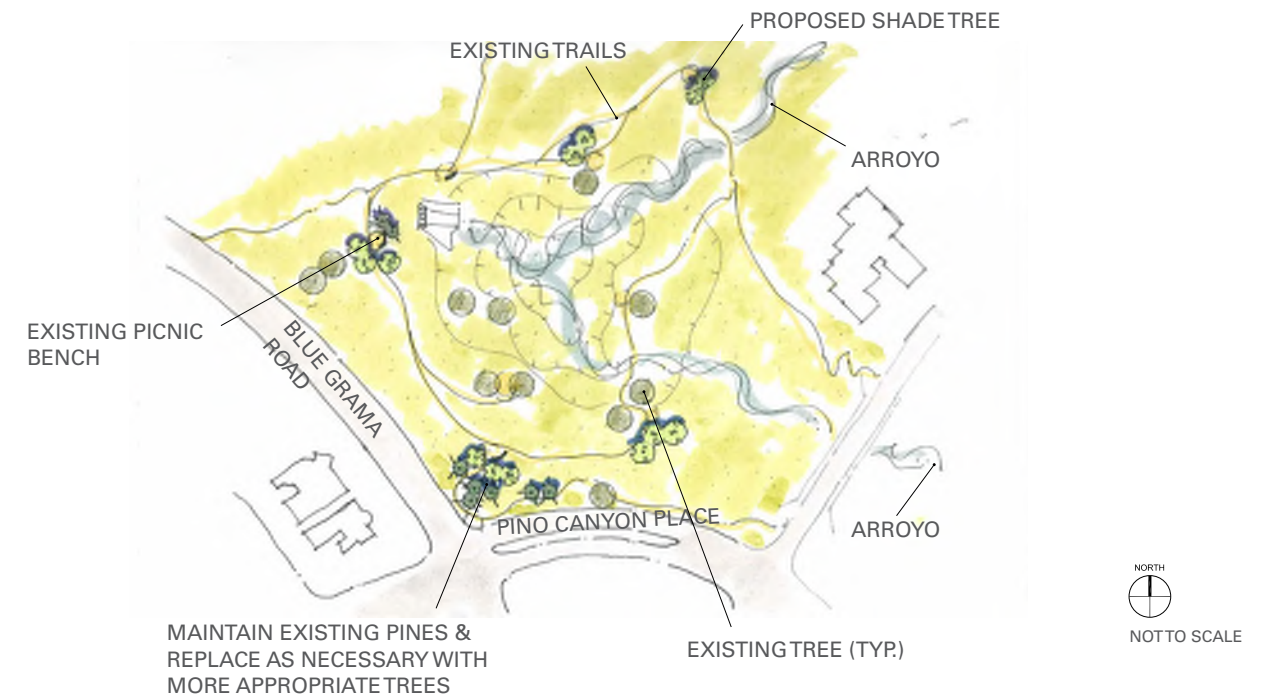 PROPOSED SHADE TREE
EXISTING TRAILS
ARROYO
EXISTING PICNIC
BENCH
BLUE GRAMA
ROAD
PINO CANYON PLACE
ARROYO
NORTH
NOT TO SCALE
MAINTAIN EXISTING PINES &
REPLACE AS NECESSARY WITH
MORE APPROPRIATE TREES
EXISTING TREE (TYP.)